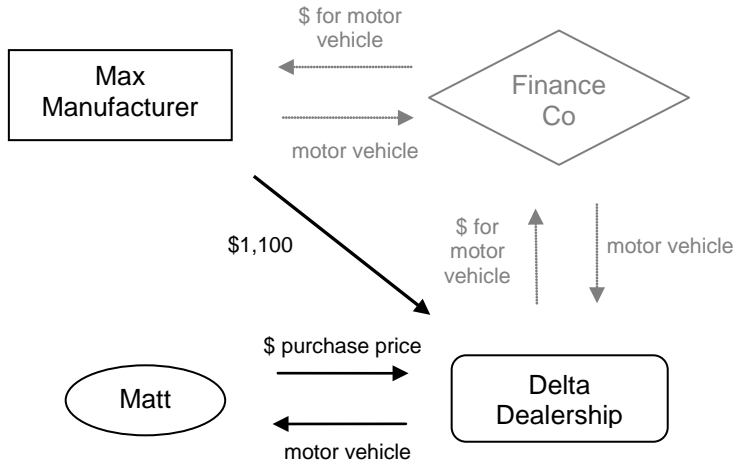 $ for motor
vehicle
Max
Manufacturer
Finance
Co
motor vehicle
$1,100
$ for
motor
vehicle
motor vehicle
$ purchase price
Matt
Delta
Dealership
motor vehicle